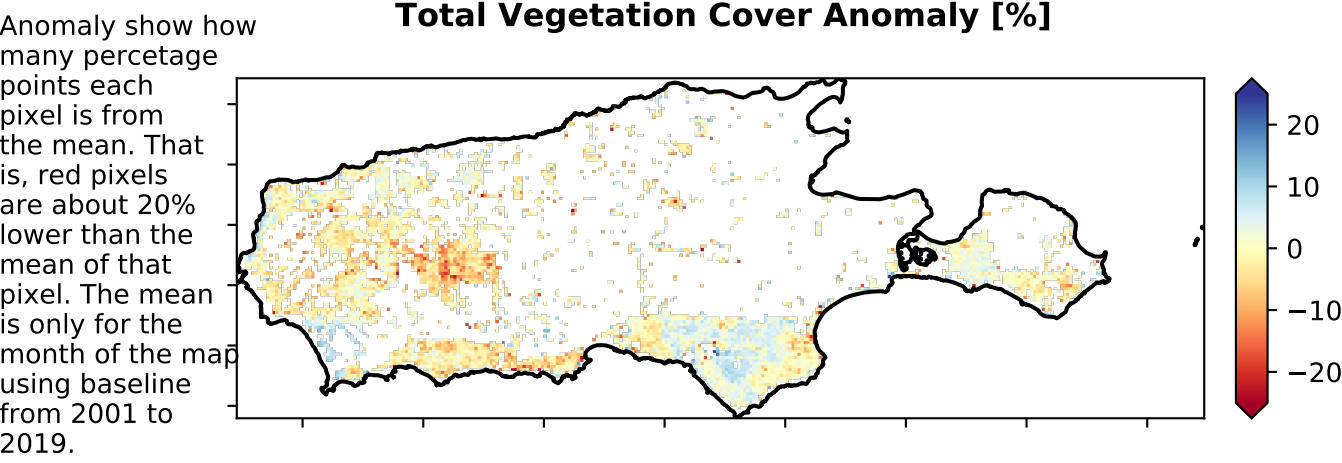 Total Vegetation Cover Anomaly [%]
Anomaly show how
many percetage
points each
pixel is from
the mean. That
is, red pixels
are about 20%
lower than the
mean of that
pixel. The mean
is only for the
month of the map
using baseline
from 2001 to
2019.
20
10
0
−10
−20